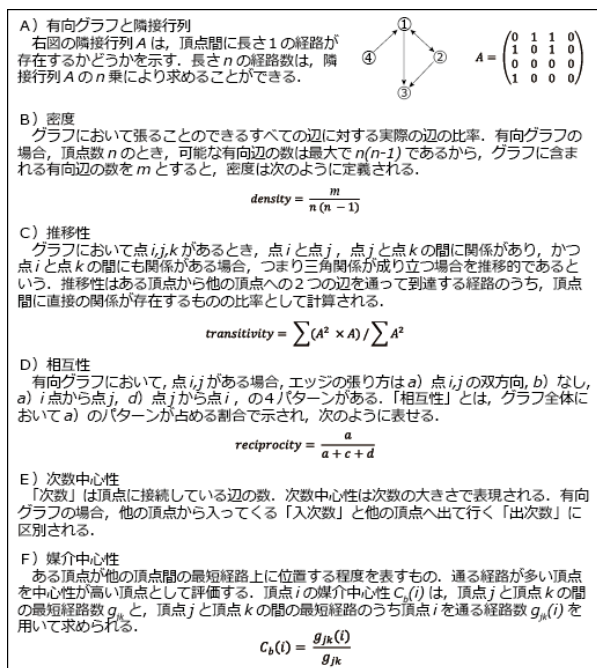 A）有向グラフと隣接行列
右図の隣接行列 A は，頂点間に長さ１の経路が
存在するかどうかを示す．長さ n の経路数は，隣
接行列 A の n 乗により求めることができる．
①
④
②
③
A = ( 0 1 1 0
1 0 1 0
0 0 0 0
1 0 0 0 )
B）密度
グラフにおいて張ることのできるすべての辺に対する実際の辺の比率．有向グラフの
場合，頂点数 n のとき，可能な有向辺の数は最大で n(n-1) であるから，グラフに含ま
れる有向辺の数を m とすると，密度は次のように定義される．
density = m / n (n − 1)
C）推移性
グラフにおいて点 i,j,k があるとき，点 i と点 j ，点 j と点 k の間に関係があり，かつ
点 i と点 k の間にも関係がある場合，つまり三角関係が成り立つ場合を推移的であると
いう．推移性はある頂点から他の頂点への２つの辺を通って到達する経路のうち，頂点
間に直接の関係が存在するものの比率として計算される．
transitivity = ∑(A² × A) / ∑ A²
D）相互性
有向グラフにおいて，点 i,j がある場合，エッジの張り方は a）点 i,j の双方向，b）なし，
a）i 点から点 j，d）点 j から点 i ，の４パターンがある．「相互性」とは，グラフ全体に
おいて a）のパターンが占める割合で示され，次のように表せる．
reciprocity = a / a + c + d
E）次数中心性
「次数」は頂点に接続している辺の数．次数中心性は次数の大きさで表現される．有向
グラフの場合，他の頂点から入ってくる「入次数」と他の頂点へ出て行く「出次数」に
区別される．
F）媒介中心性
ある頂点が他の頂点間の最短経路上に位置する程度を表すもの．通る経路が多い頂点
を中心性が高い頂点として評価する．頂点 i の媒介中心性 C_b(i) は，頂点 j と頂点 k の間
の最短経路数 g_jk と，頂点 j と頂点 k の間の最短経路のうち頂点 i を通る経路数 g_jk(i) を
用いて求められる．
C_b(i) = g_jk(i) / g_jk